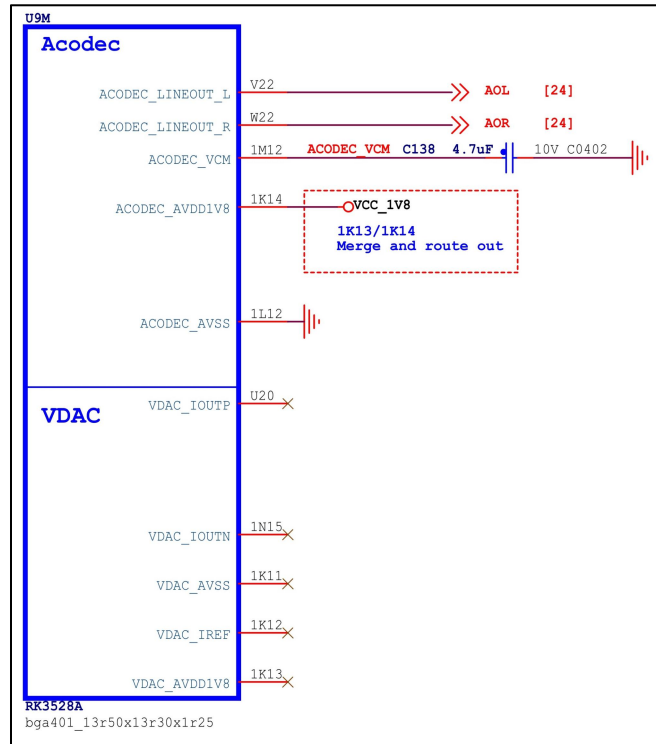 U9M
Acodec
ACODEC_LINEOUT_L V22 AOL [24]
ACODEC_LINEOUT_R W22 AOR [24]
ACODEC_VCM 1M12 ACODEC_VCM C138 4.7uF 10V C0402
ACODEC_AVDD1V8 1K14 VCC_1V8
1K13/1K14
Merge and route out
ACODEC_AVSS 1L12
VDAC
VDAC_IOUTP U20
VDAC_IOUTN 1N15
VDAC_AVSS 1K11
VDAC_IREF 1K12
VDAC_AVDD1V8 1K13
RK3528A
bga401_13r50x13r30x1r25